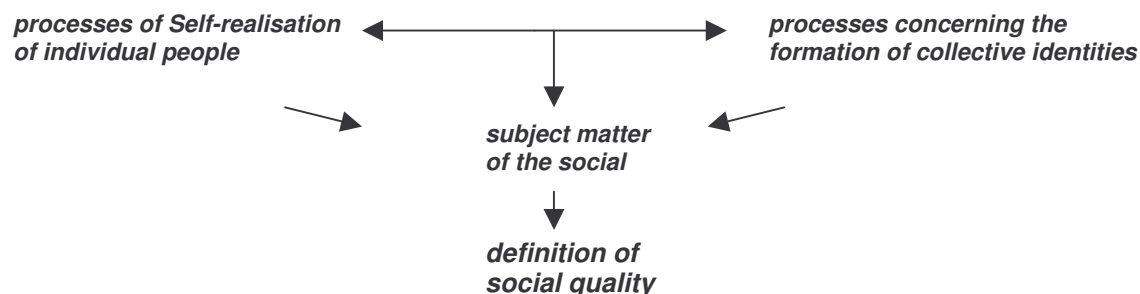 processes of Self-realisation
of individual people
processes concerning the
formation of collective identities
subject matter
of the social
definition of
social quality